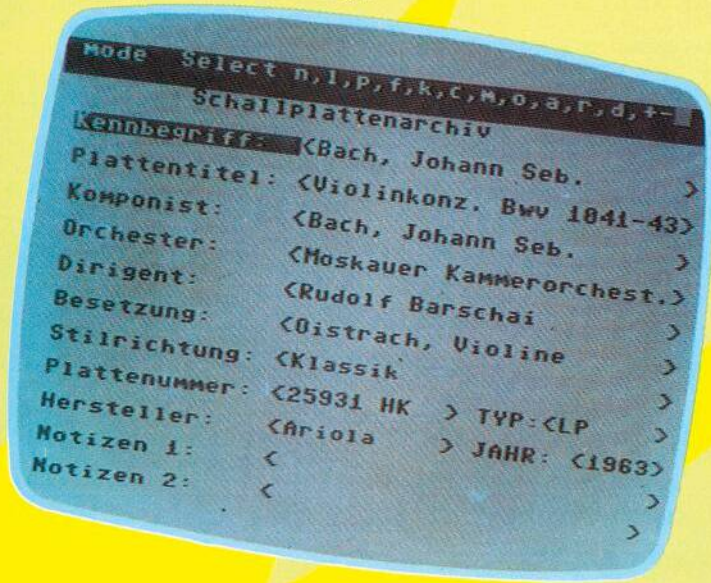 mode Select n,l,p,f,k,c,m,o,a,r,d,+-
Schallplattenarchiv
Kennbegriff: <Bach, Johann Seb. >
Plattentitel: <Violinkonz. Bwv 1041-43>
Komponist: <Bach, Johann Seb. >
Orchester: <Moskauer Kammerorchest.>
Dirigent: <Rudolf Barschai >
Besetzung: <Oistrach, Violine >
Stilrichtung: <Klassik >
Plattenummer: <25931 HK > TYP:<LP >
Hersteller: <Ariola > JAHR: <1963>
Notizen 1: < >
Notizen 2: < >